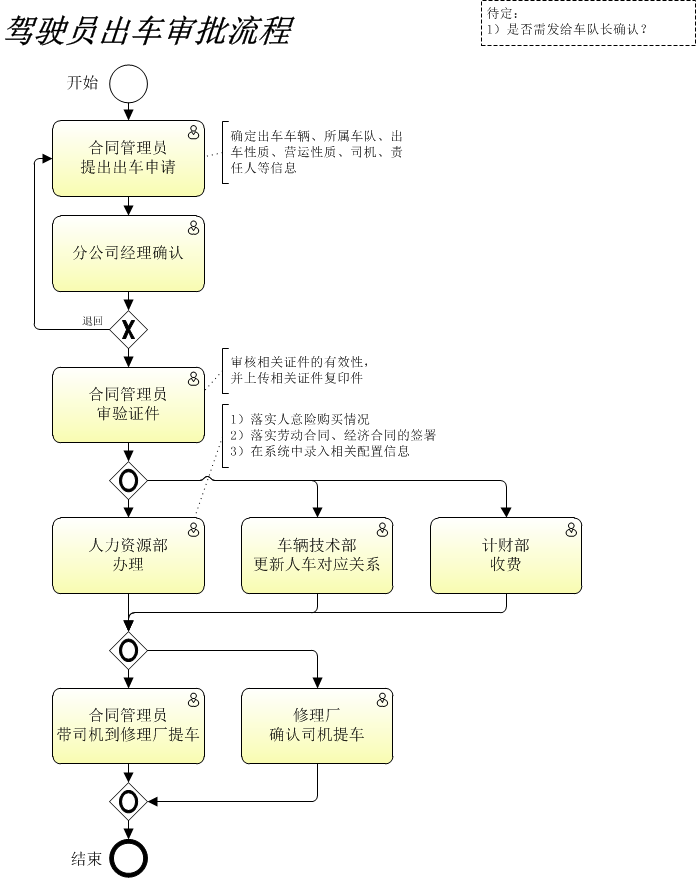 驾驶员出车审批流程
待定：
1）是否需发给车队长确认？
开始
合同管理员
提出出车申请
确定出车车辆、所属车队、出
车性质、营运性质、司机、责
任人等信息
分公司经理确认
退回
X
合同管理员
审验证件
审核相关证件的有效性，
并上传相关证件复印件
1）落实人意险购买情况
2）落实劳动合同、经济合同的签署
3）在系统中录入相关配置信息
人力资源部
办理
车辆技术部
更新人车对应关系
计财部
收费
合同管理员
带司机到修理厂提车
修理厂
确认司机提车
结束